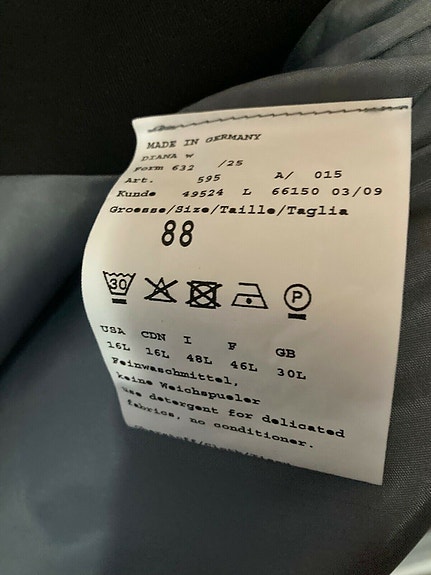 MADE IN GERMANY
DIANA W
Form 632 /25
Art. 595 A/ 015
Kunde 49524 L 66150 03/09
Groesse/Size/Taille/Taglia
88
30 P
USA CDN I F GB
16L 16L 48L 46L 30L
Feinwaschmittel,
keine Weichspueler
use detergent for delicated
fabrics, no conditioner.